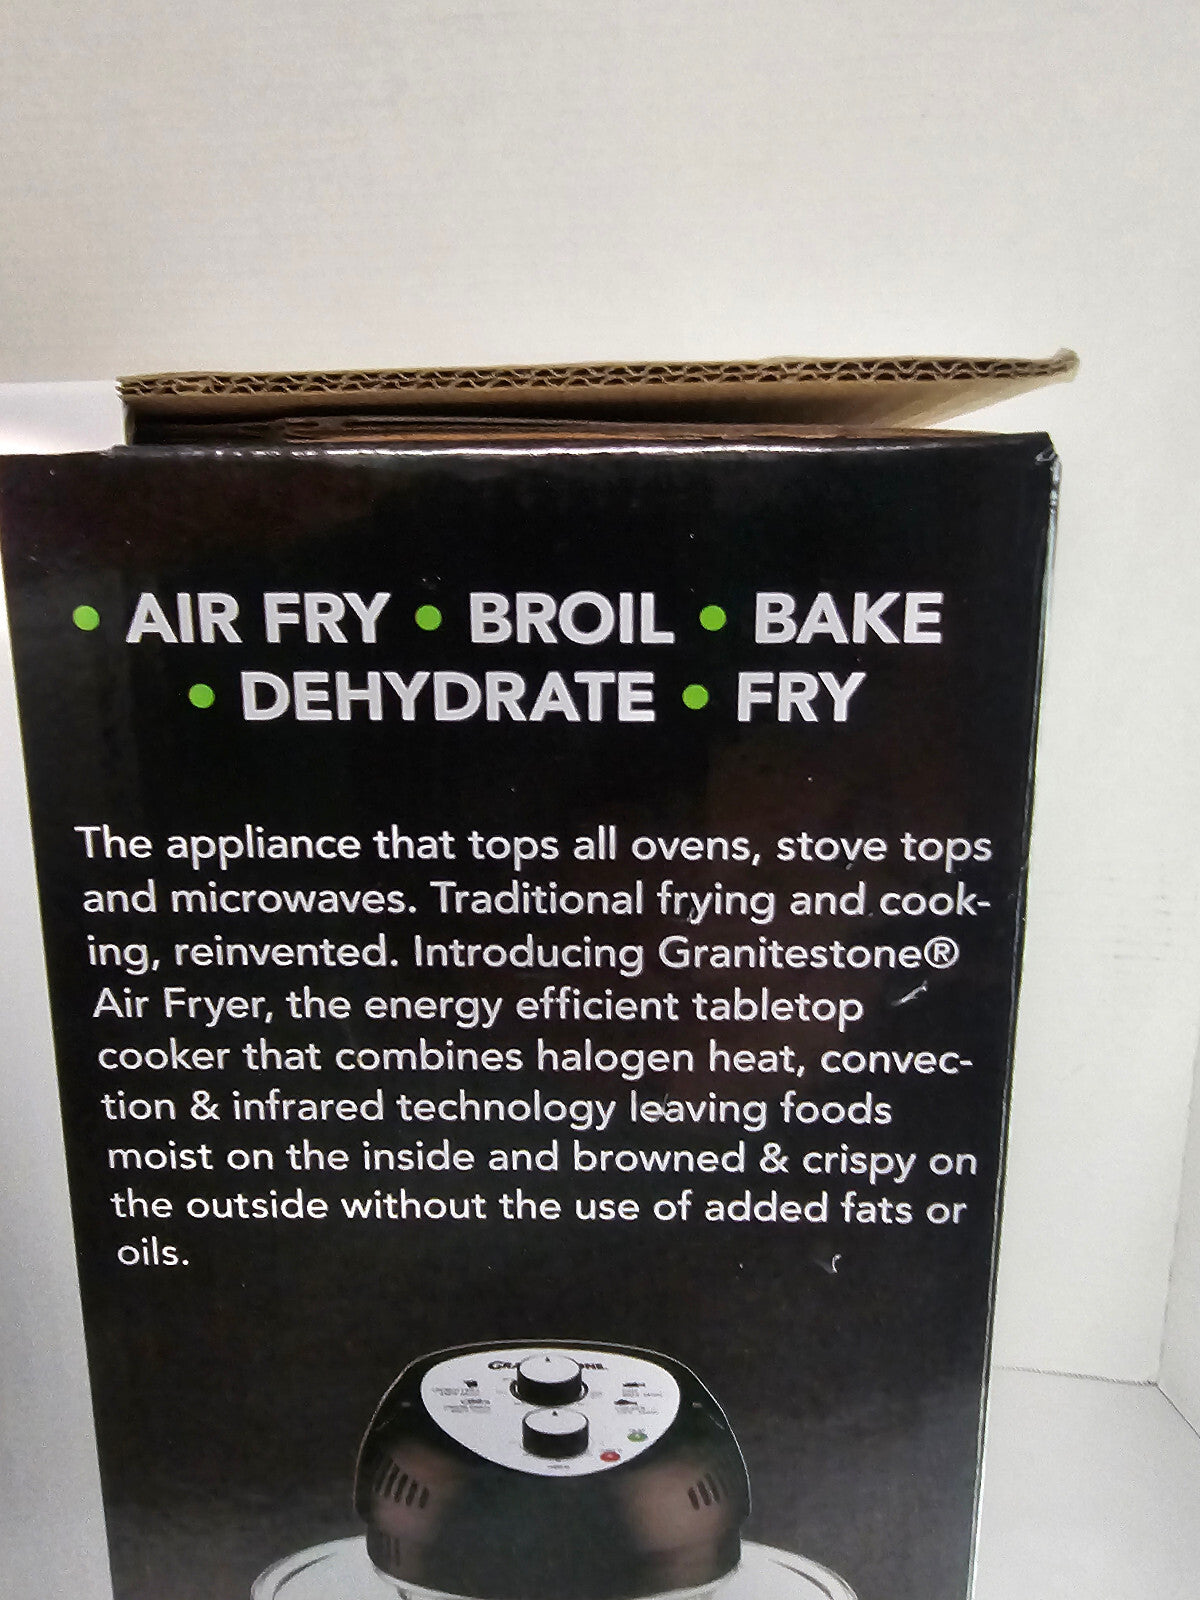 • AIR FRY • BROIL • BAKE
• DEHYDRATE • FRY
The appliance that tops all ovens, stove tops
and microwaves. Traditional frying and cook-
ing, reinvented. Introducing Granitestone®
Air Fryer, the energy efficient tabletop
cooker that combines halogen heat, convec-
tion & infrared technology leaving foods
moist on the inside and browned & crispy on
the outside without the use of added fats or
oils.